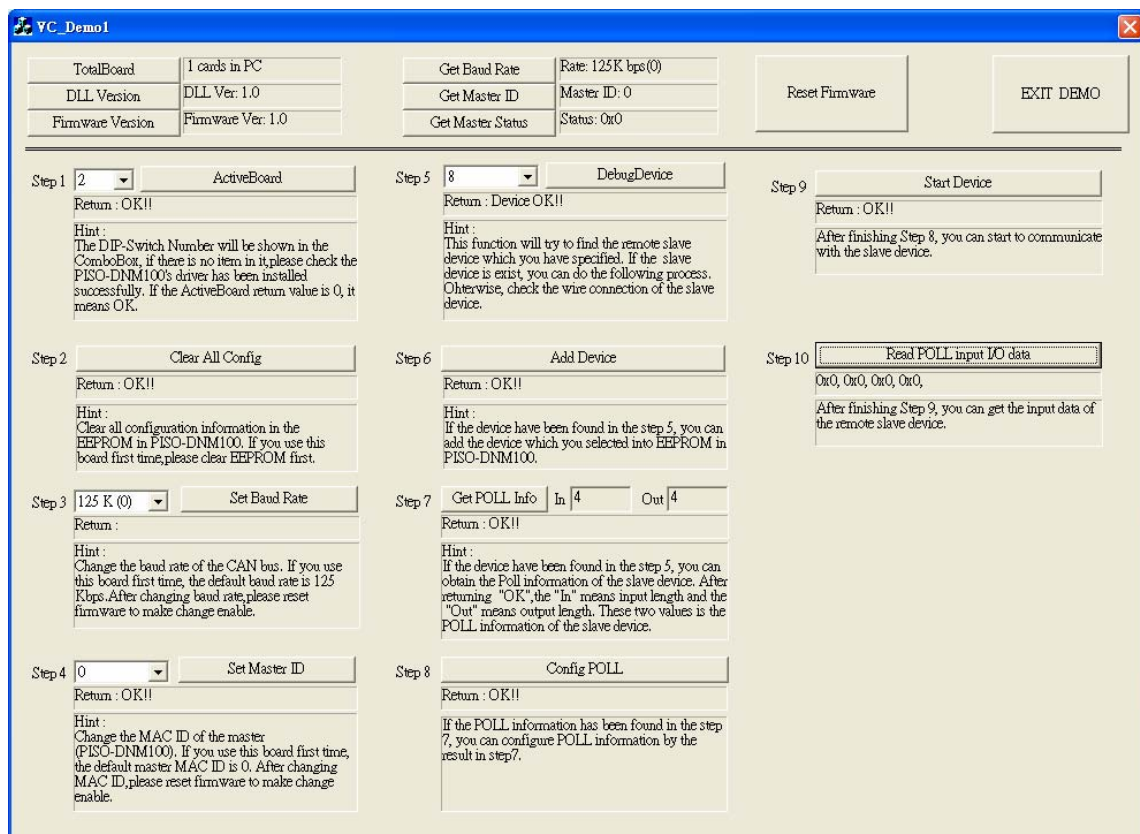 VC_Demo1
TotalBoard
1 cards in PC
DLL Version
DLL Ver: 1.0
Firmware Version
Firmware Ver: 1.0
Get Baud Rate
Rate: 125K bps(0)
Get Master ID
Master ID: 0
Get Master Status
Status: 0x0
Reset Firmware
EXIT DEMO
Step 1
2
ActiveBoard
Return : OK!!
Hint :
The DIP-Switch Number will be shown in the
ComboBox, if there is no item in it,please check the
PISO-DNM100's driver has been installed
successfully. If the ActiveBoard return value is 0, it
means OK.
Step 2
Clear All Config
Return : OK!!
Hint :
Clear all configuration information in the
EEPROM in PISO-DNM100. If you use this
board first time,please clear EEPROM first.
Step 3
125 K (0)
Set Baud Rate
Return :
Hint :
Change the baud rate of the CAN bus. If you use
this board first time, the default baud rate is 125
Kbps.After changing baud rate,please reset
firmware to make change enable.
Step 4
0
Set Master ID
Return : OK!!
Hint :
Change the MAC ID of the master
(PISO-DNM100). If you use this board first time,
the default master MAC ID is 0. After changing
MAC ID,please reset firmware to make change
enable.
Step 5
8
DebugDevice
Return : Device OK!!
Hint :
This function will try to find the remote slave
device which you have specified. If the slave
device is exist, you can do the following process.
Ohterwise, check the wire connection of the slave
device.
Step 6
Add Device
Return : OK!!
Hint :
If the device have been found in the step 5, you can
add the device which you selected into EEPROM in
PISO-DNM100.
Step 7
Get POLL Info
In 4
Out 4
Return : OK!!
Hint :
If the device have been found in the step 5, you can
obtain the Poll information of the slave device. After
returning "OK",the "In" means input length and the
"Out" means output length. These two values is the
POLL information of the slave device.
Step 8
Config POLL
Return : OK!!
If the POLL information has been found in the step
7, you can configure POLL information by the
result in step7.
Step 9
Start Device
Return : OK!!
After finishing Step 8, you can start to communicate
with the slave device.
Step 10
Read POLL input I/O data
0x0, 0x0, 0x0, 0x0,
After finishing Step 9, you can get the input data of
the remote slave device.